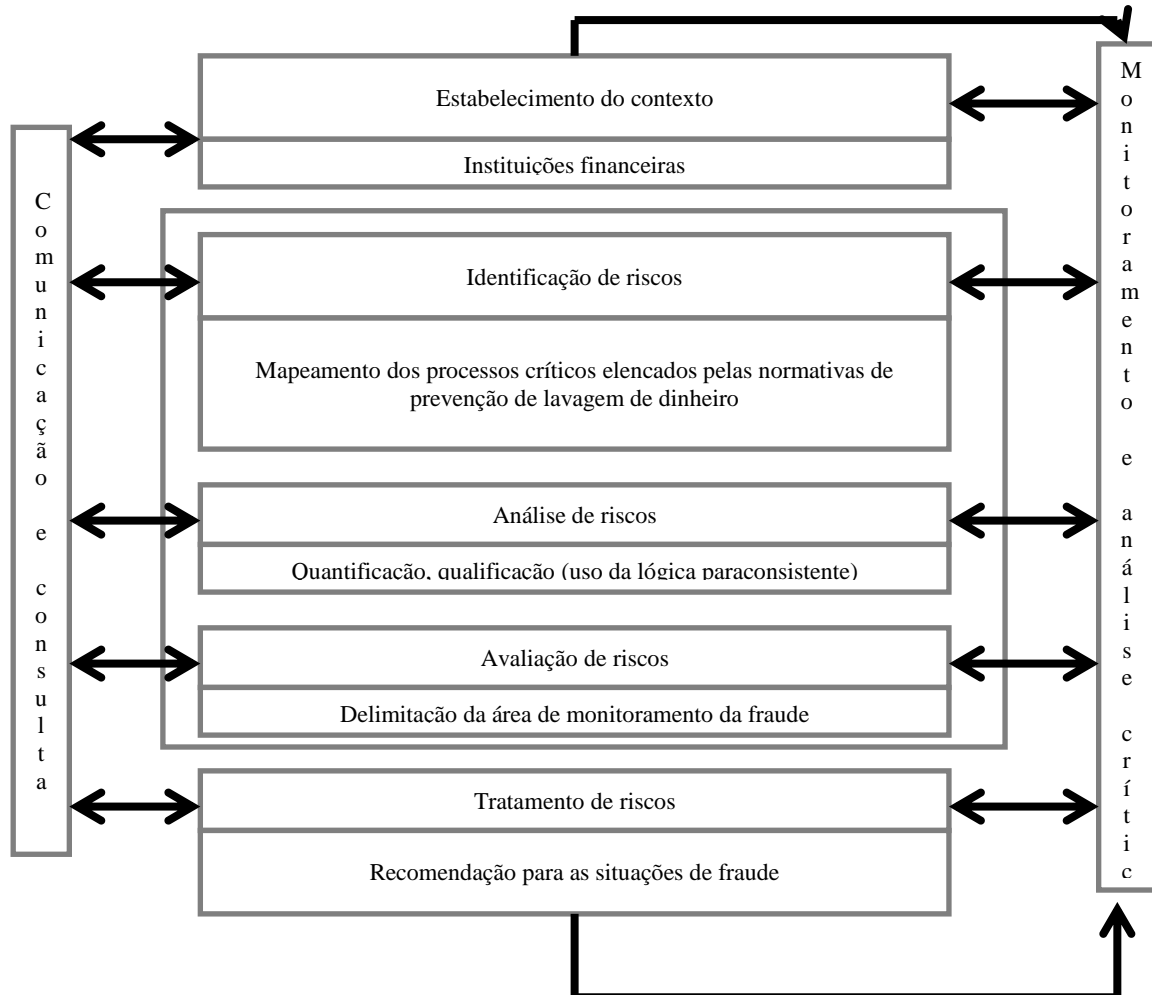 Estabelecimento do contexto
Instituições financeiras
Comunicação e consulta
Identificação de riscos
Mapeamento dos processos críticos elencados pelas normativas de
prevenção de lavagem de dinheiro
Análise de riscos
Quantificação, qualificação (uso da lógica paraconsistente)
Avaliação de riscos
Delimitação da área de monitoramento da fraude
Tratamento de riscos
Recomendação para as situações de fraude
Monitoramento e análise crític